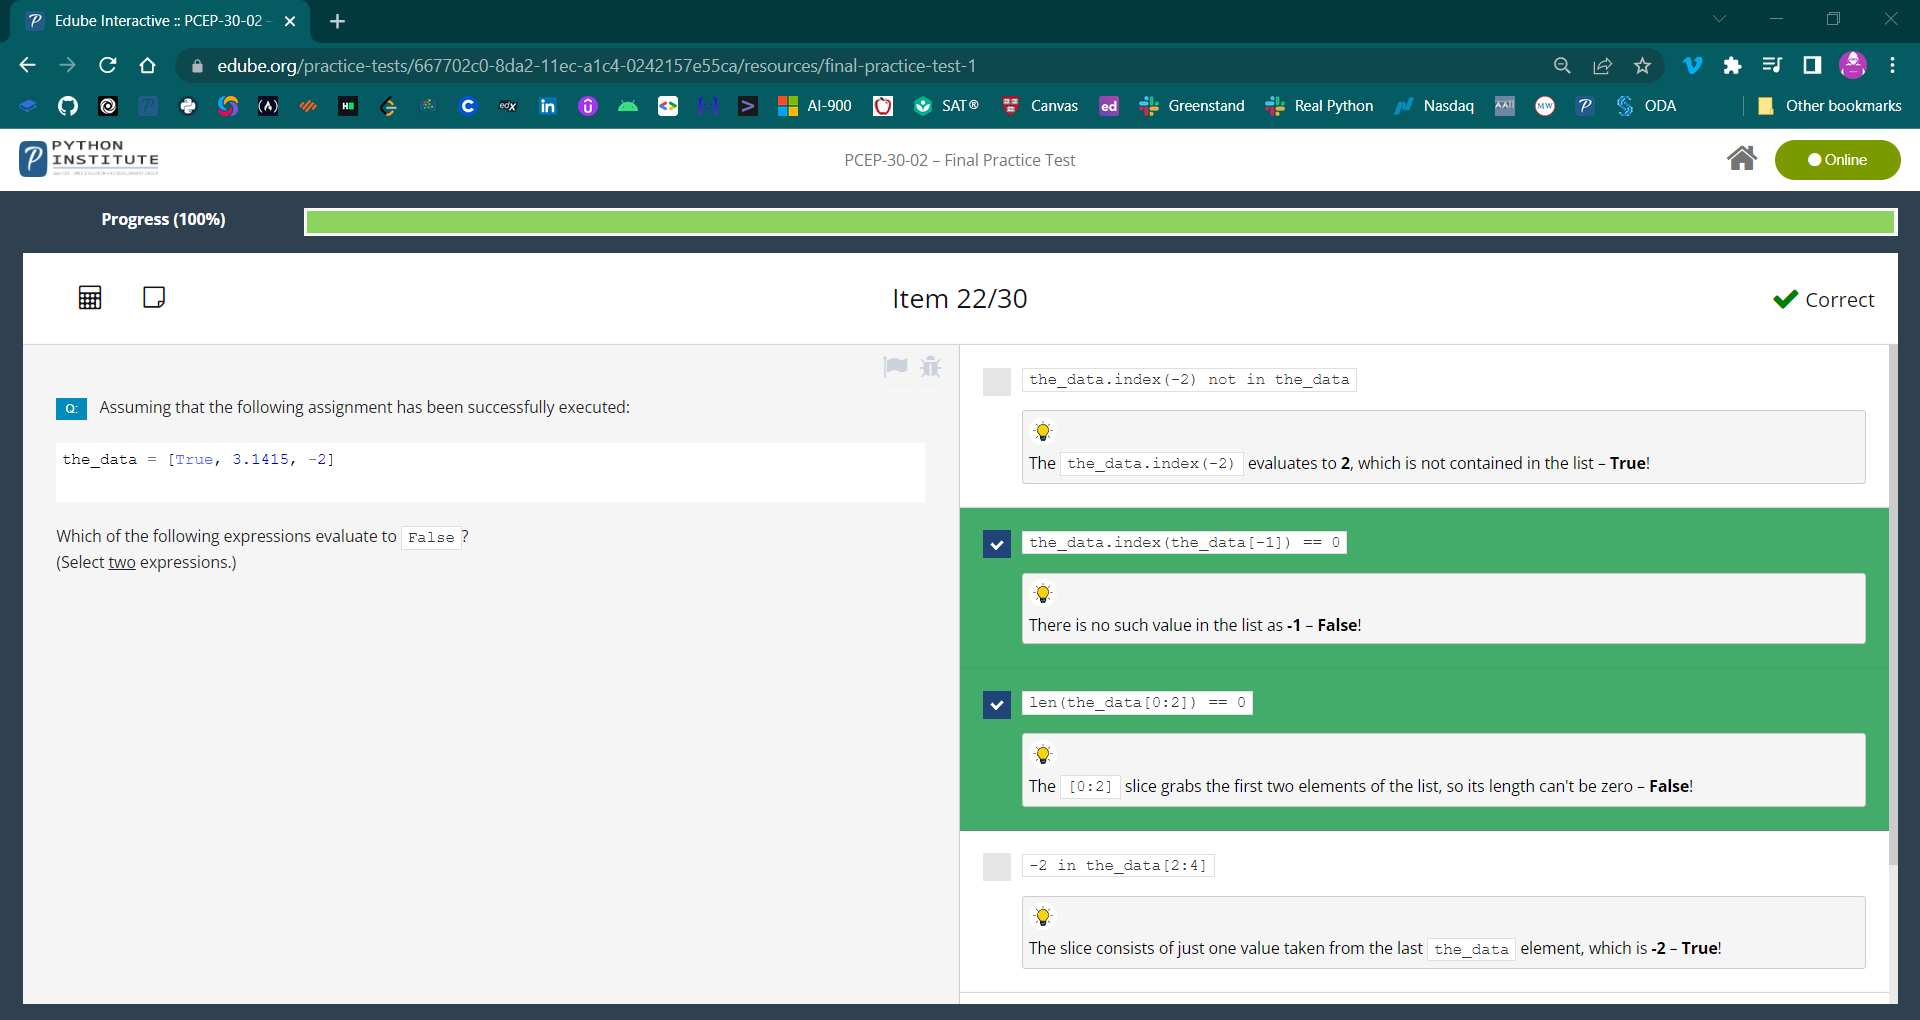 Edube Interactive :: PCEP-30-02 –
edube.org/practice-tests/667702c0-8da2-11ec-a1c4-0242157e55ca/resources/final-practice-test-1
AI-900
SAT®
Canvas
Greenstand
Real Python
Nasdaq
ODA
Other bookmarks
PYTHON
INSTITUTE
PCEP-30-02 – Final Practice Test
Online
Progress (100%)
Item 22/30
Correct
Q: Assuming that the following assignment has been successfully executed:
the_data = [True, 3.1415, -2]
Which of the following expressions evaluate to False ?
(Select two expressions.)
the_data.index(-2) not in the_data
The the_data.index(-2) evaluates to 2, which is not contained in the list – True!
the_data.index(the_data[-1]) == 0
There is no such value in the list as -1 – False!
len(the_data[0:2]) == 0
The [0:2] slice grabs the first two elements of the list, so its length can't be zero – False!
-2 in the_data[2:4]
The slice consists of just one value taken from the last the_data element, which is -2 – True!